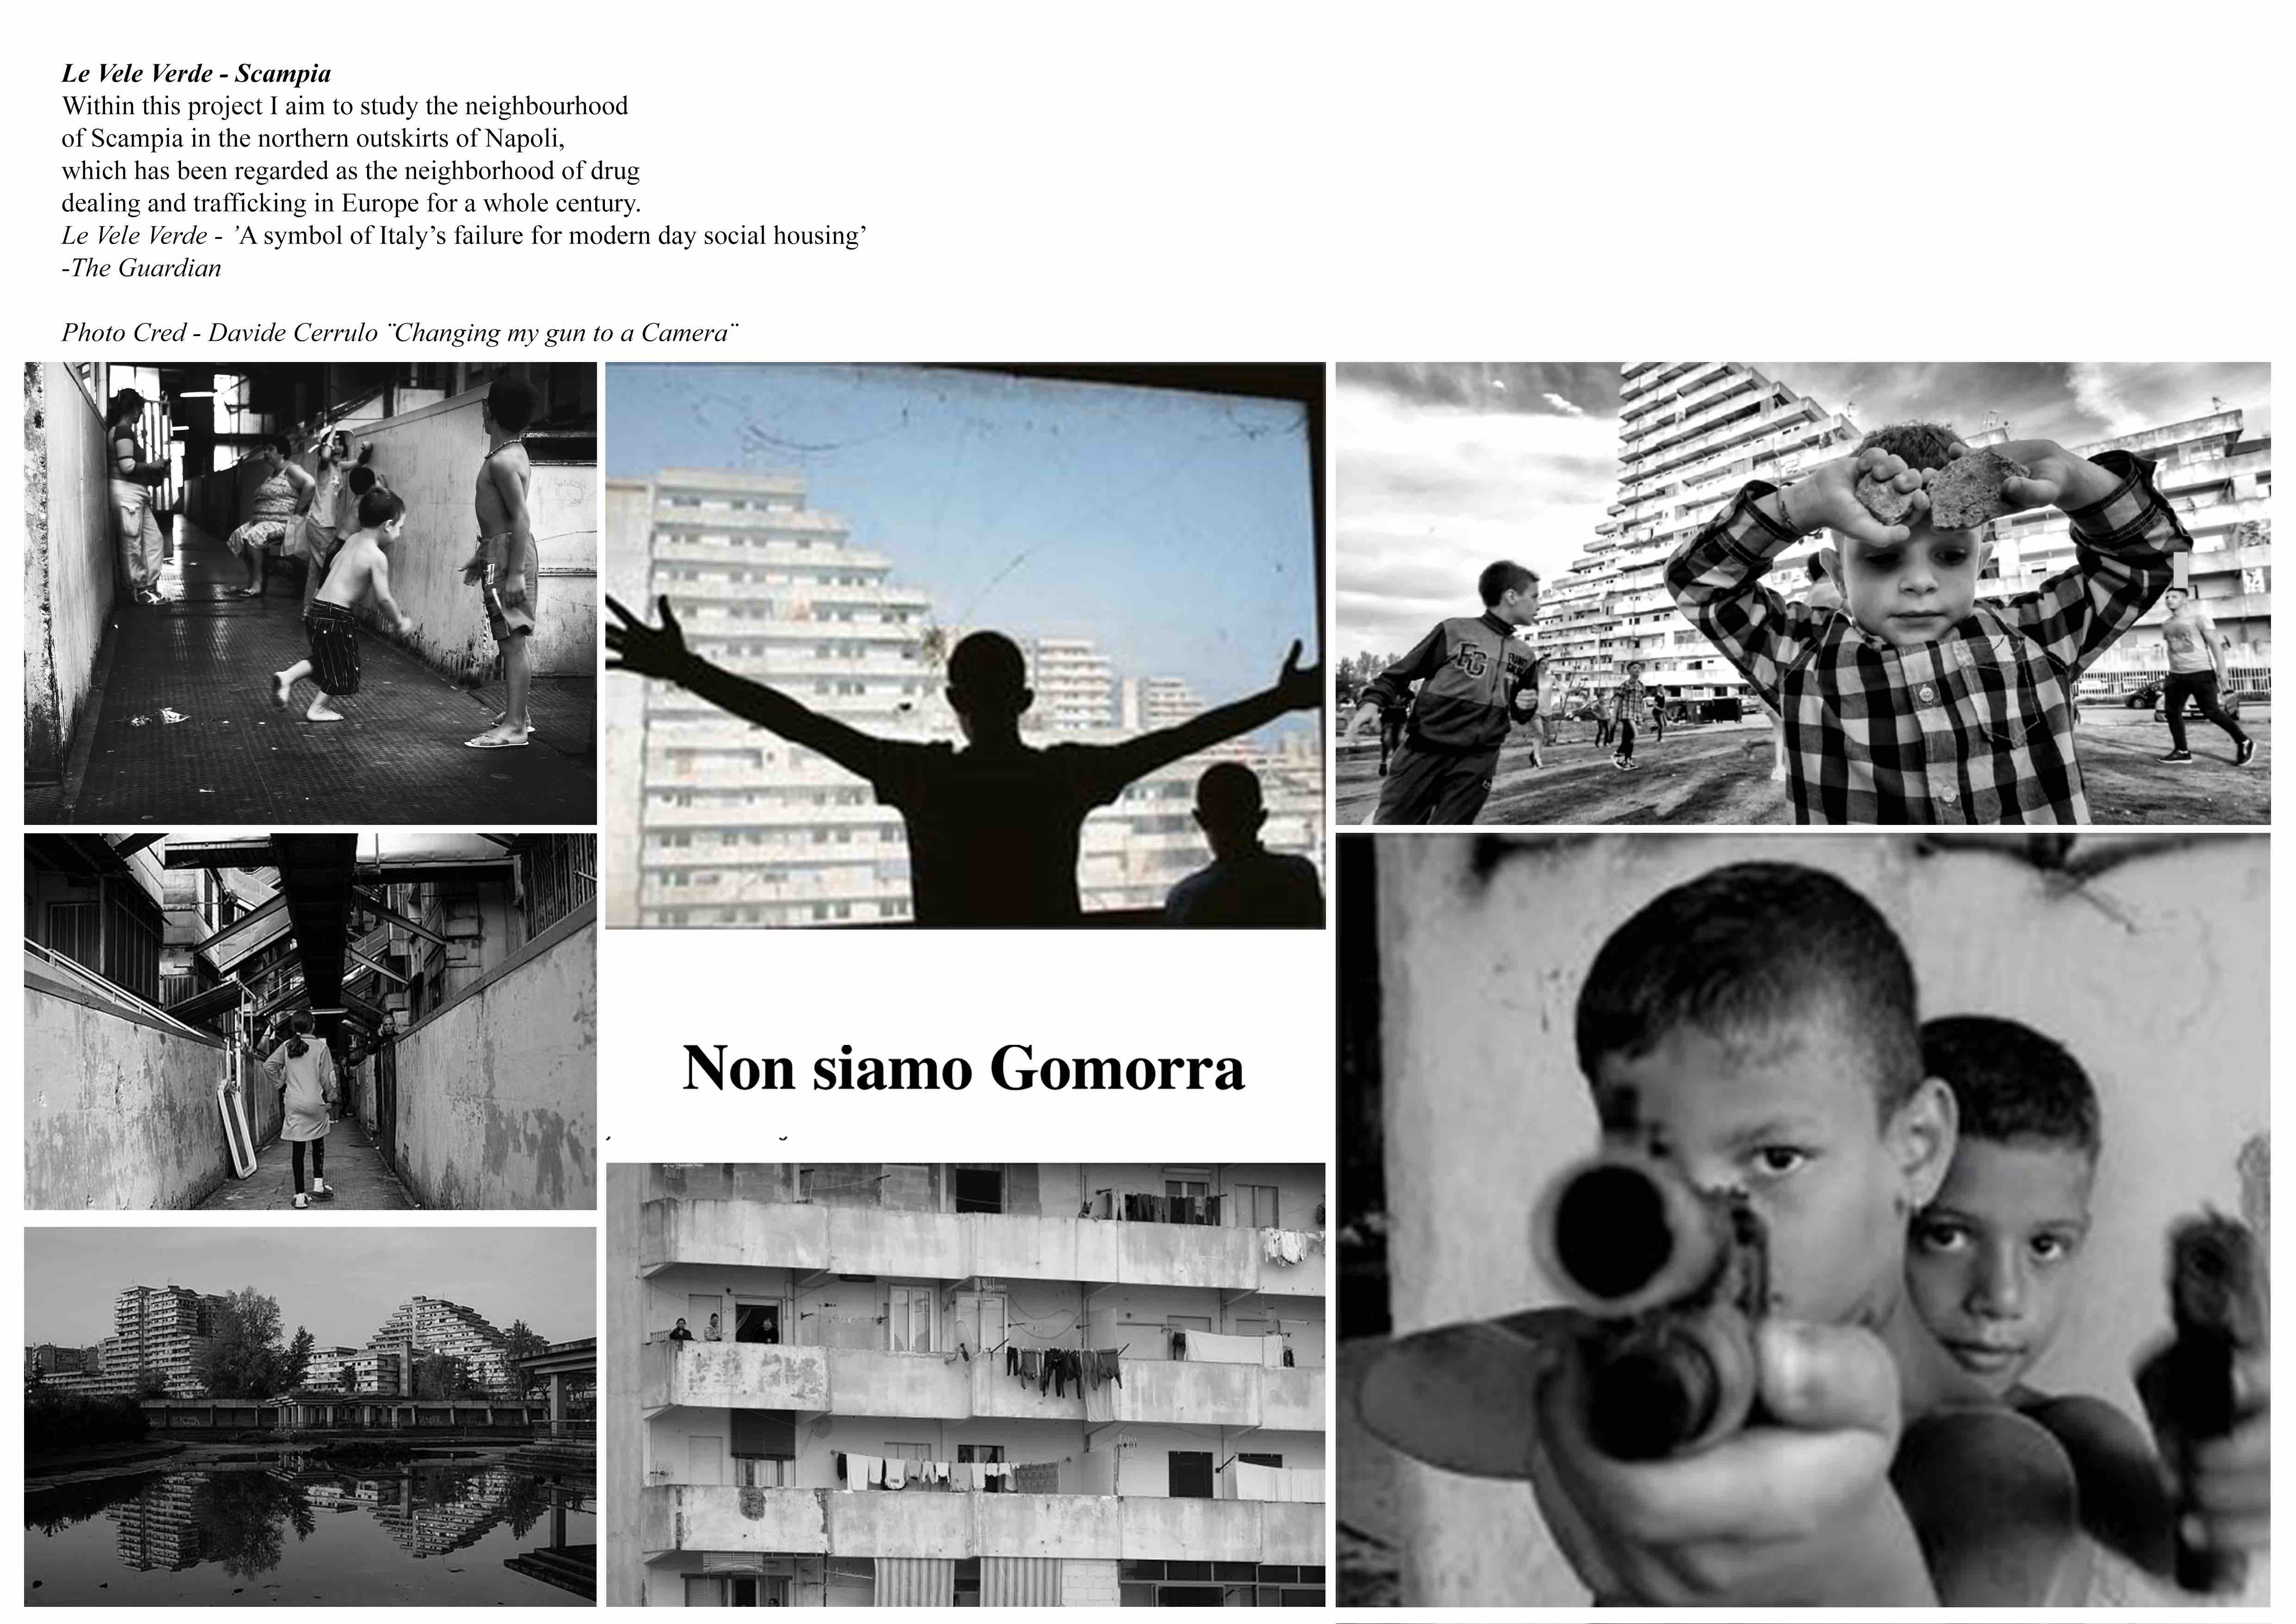 Le Vele Verde - Scampia
Within this project I aim to study the neighbourhood
of Scampia in the northern outskirts of Napoli,
which has been regarded as the neighborhood of drug
dealing and trafficking in Europe for a whole century.
Le Vele Verde - ’A symbol of Italy’s failure for modern day social housing’
-The Guardian
Photo Cred - Davide Cerrulo ¨Changing my gun to a Camera¨
Non siamo Gomorra